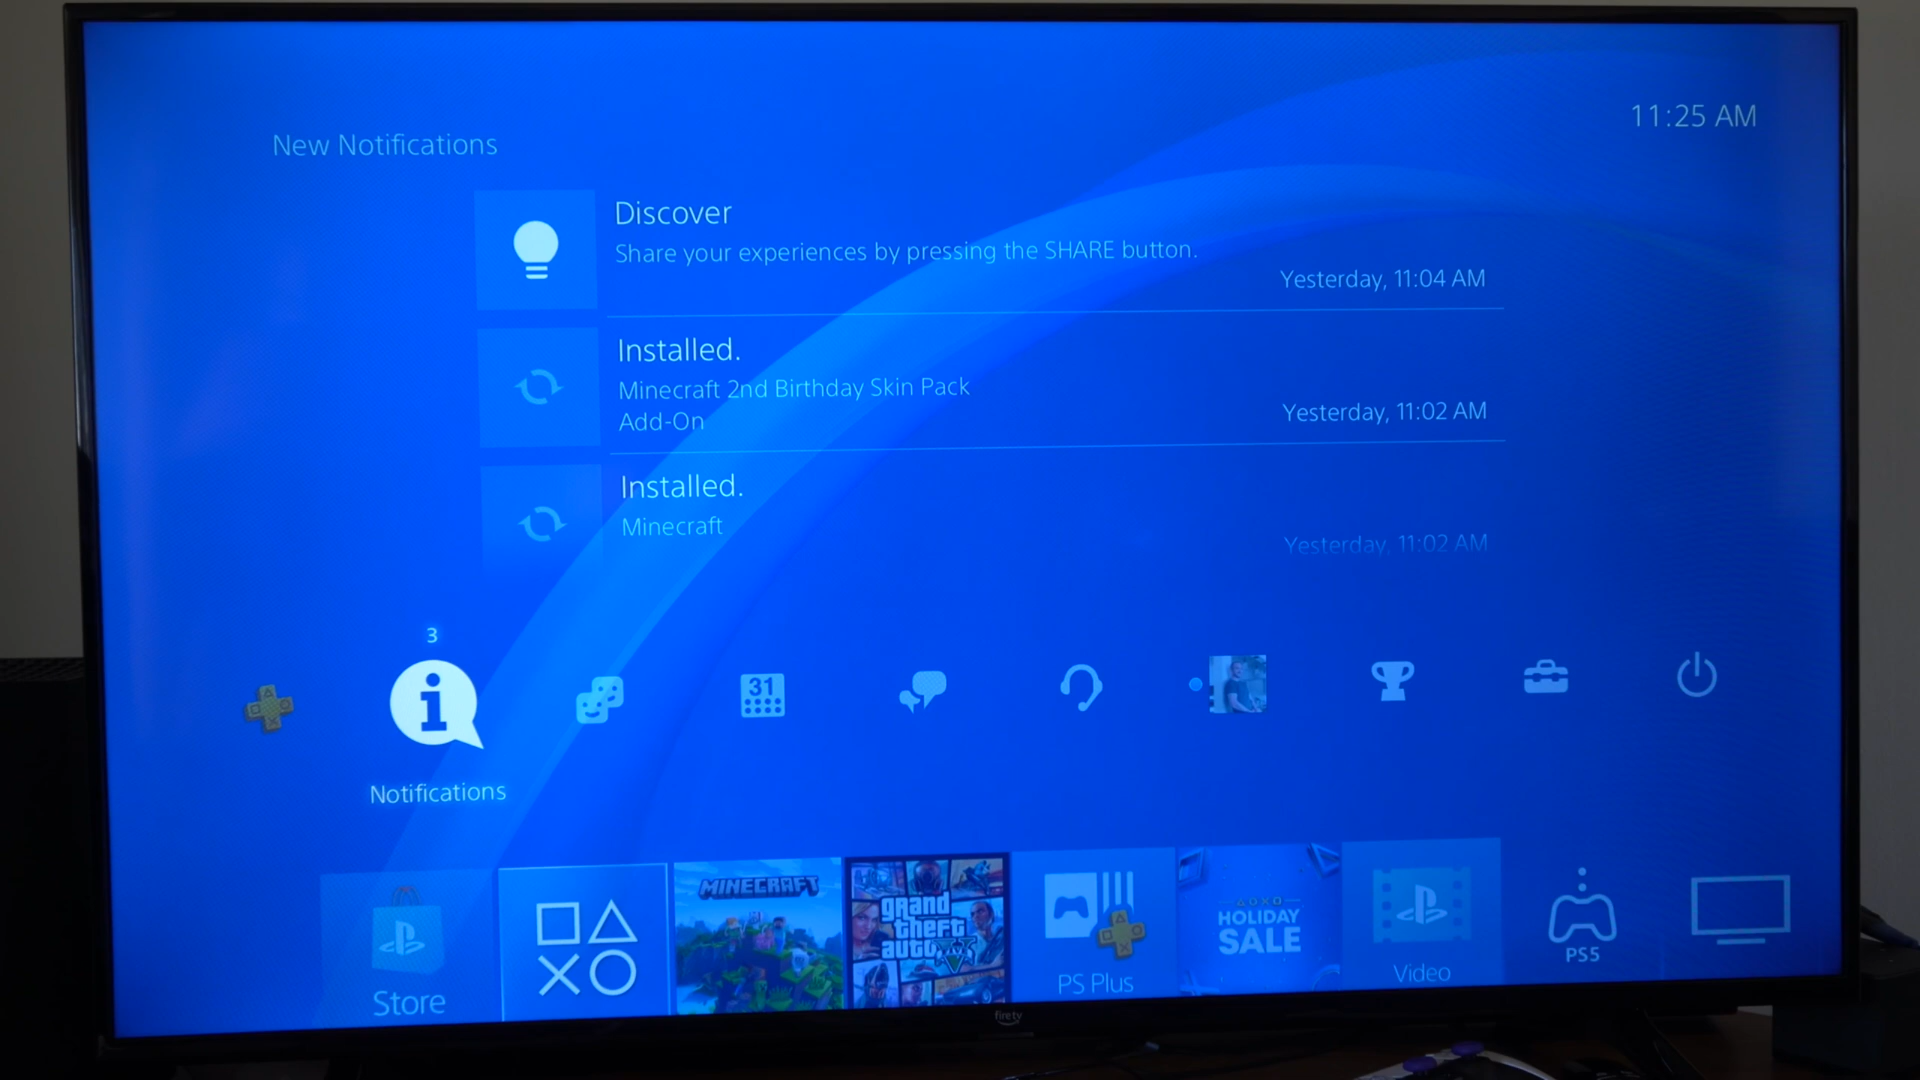 11:25 AM
New Notifications
Discover
Share your experiences by pressing the SHARE button.
Yesterday, 11:04 AM
Installed.
Minecraft 2nd Birthday Skin Pack
Add-On
Yesterday, 11:02 AM
Installed.
Minecraft
Yesterday, 11:02 AM
3
31
Notifications
Store
MINECRAFT
grand
theft
auto V
PS Plus
HOLIDAY
SALE
Video
PS5
firetv